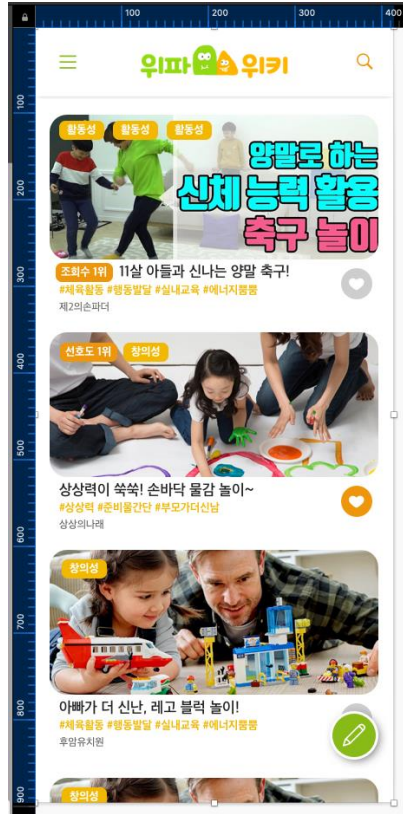 100 200 300 400
위파 위키
활동성 활동성 활동성
양말로 하는
신체 능력 활용
축구 놀이
조회수 1위 11살 아들과 신나는 양말 축구!
#체육활동 #행동발달 #실내교육 #에너지뿜뿜
제2의손파더
선호도 1위 창의성
상상력이 쑥쑥! 손바닥 물감 놀이~
#상상력 #준비물간단 #부모가더신남
상상의나래
창의성
아빠가 더 신난, 레고 블럭 놀이!
#체육활동 #행동발달 #실내교육 #에너지뿜뿜
후암유치원
창의성
100
200
300
400
500
600
700
800
900